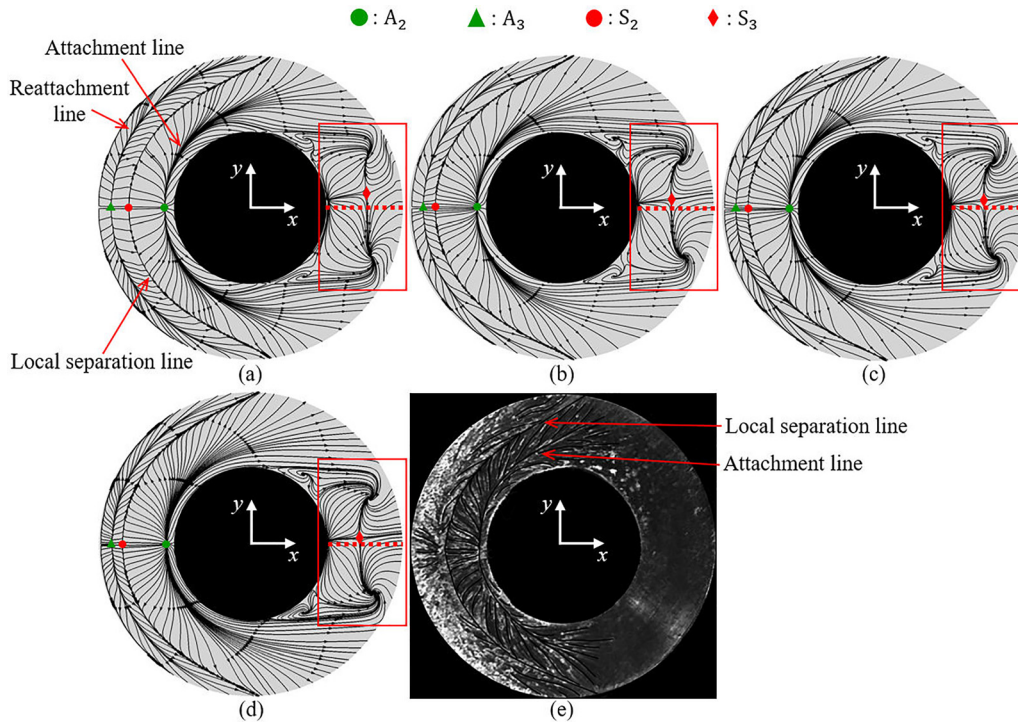 : A₂ : A₃ : S₂ : S₃
Attachment line
Reattachment
line
y y y
x x x
Local separation line
(a) (b) (c)
Local separation line
Attachment line
y y
x x
(d) (e)